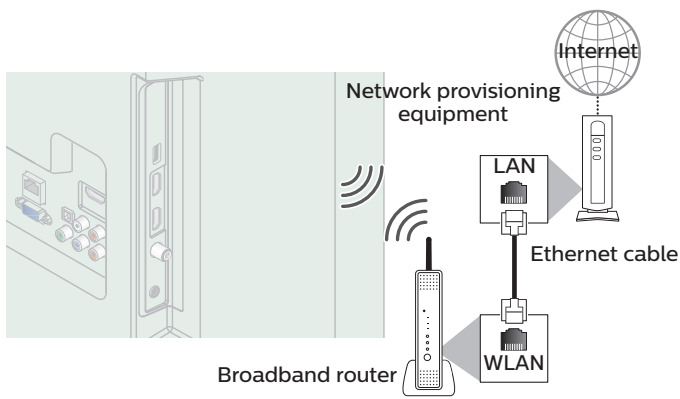 Internet
Network provisioning
equipment
LAN
Ethernet cable
WLAN
Broadband router